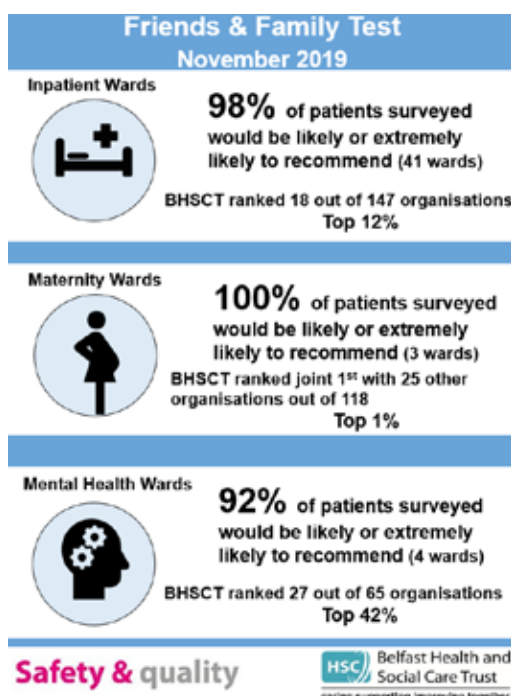 Friends & Family Test
November 2019
Inpatient Wards
98% of patients surveyed
would be likely or extremely
likely to recommend (41 wards)
BHSCT ranked 18 out of 147 organisations
Top 12%
Maternity Wards
100% of patients surveyed
would be likely or extremely
likely to recommend (3 wards)
BHSCT ranked joint 1st with 25 other
organisations out of 118
Top 1%
Mental Health Wards
92% of patients surveyed
would be likely or extremely
likely to recommend (4 wards)
BHSCT ranked 27 out of 65 organisations
Top 42%
Safety & quality
HSC Belfast Health and
Social Care Trust
caring supporting improving together